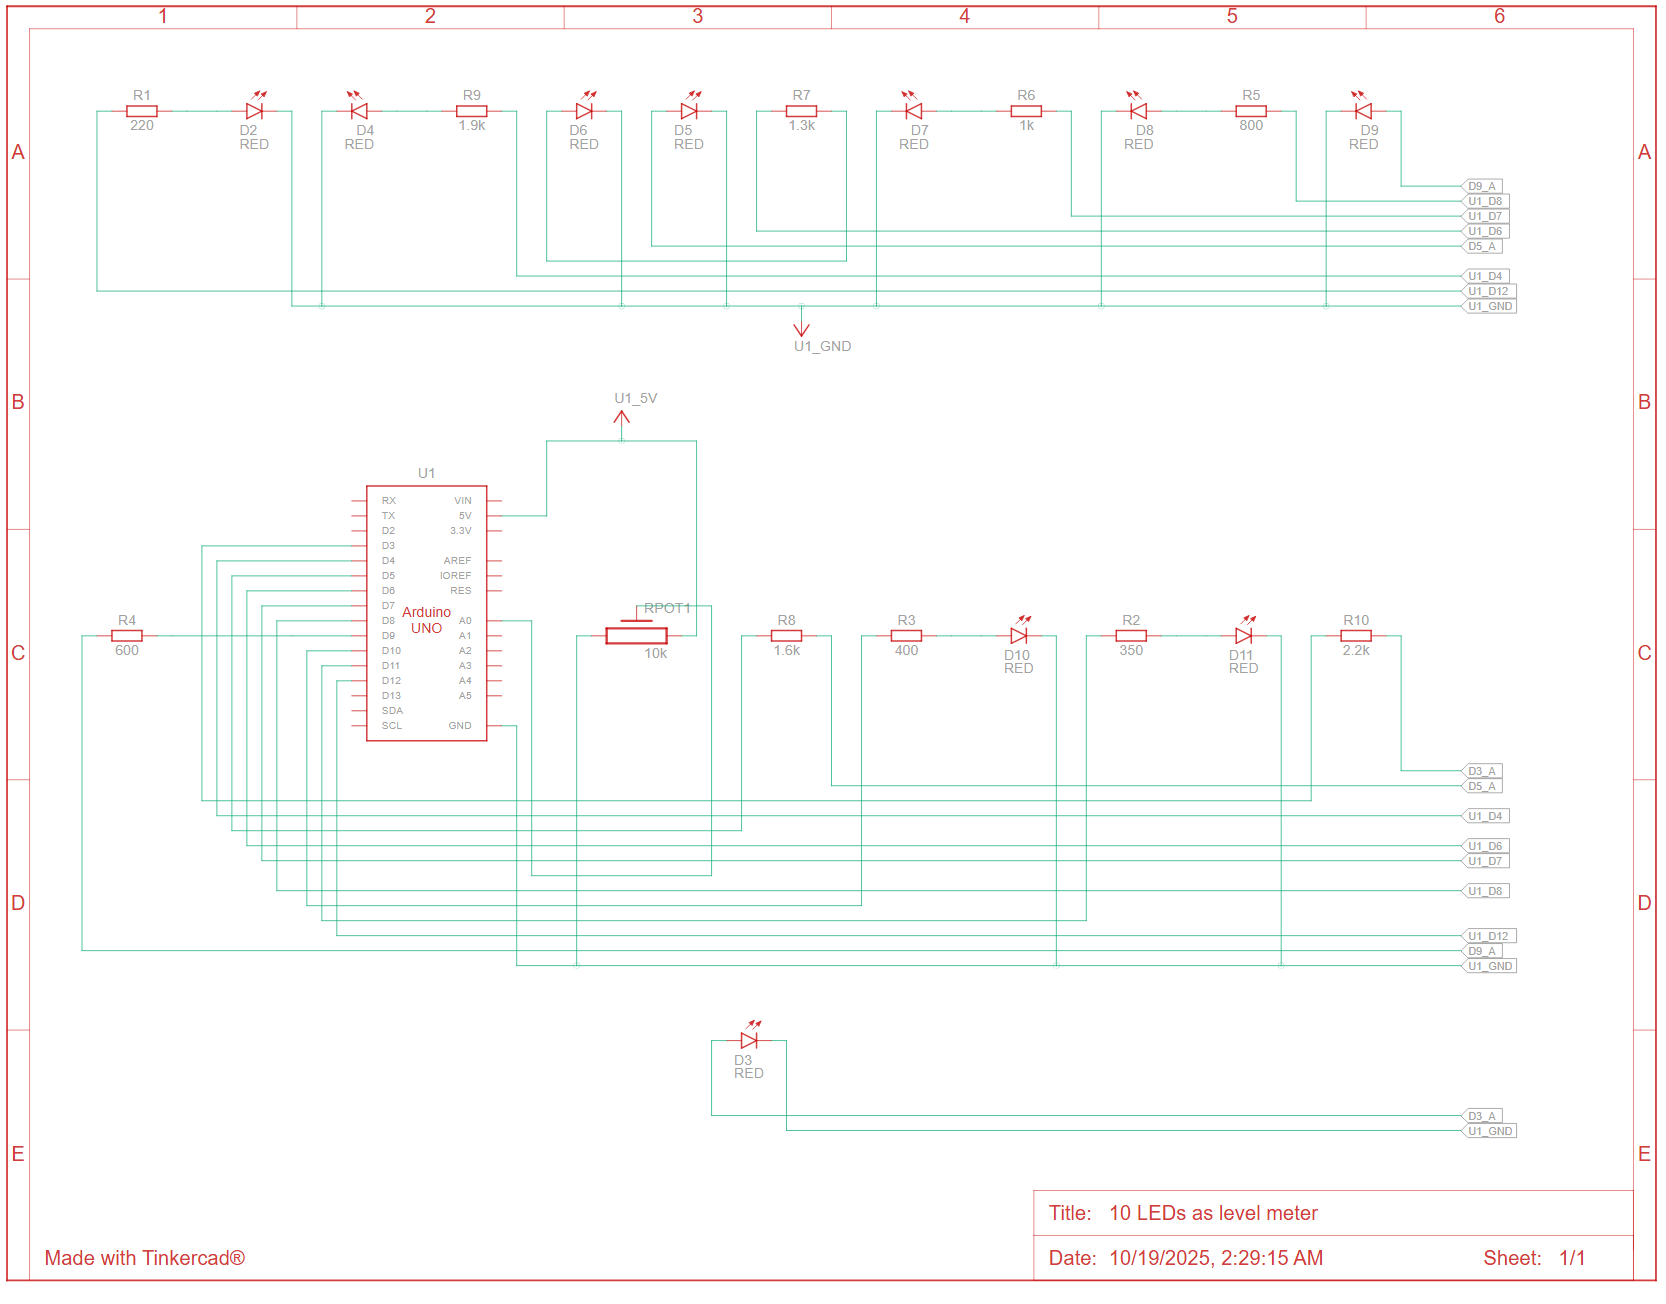 1 2 3 4 5 6
A A
R1
220
D2
RED
D4
RED
R9
1.9k
D6
RED
D5
RED
R7
1.3k
D7
RED
R6
1k
D8
RED
R5
800
D9
RED
D9_A
U1_D8
U1_D7
U1_D6
D5_A
U1_D4
U1_D12
U1_GND
U1_GND
B B
U1_5V
U1
RX VIN
TX 5V
D2 3.3V
D3
D4 AREF
D5 IOREF
D6 RES
D7
D8 A0
D9 A1
D10 A2
D11 A3
D12 A4
D13 A5
SDA
SCL GND
Arduino
UNO
C C
R4
600
RPOT1
10k
R8
1.6k
R3
400
D10
RED
R2
350
D11
RED
R10
2.2k
D3_A
D5_A
U1_D4
U1_D6
U1_D7
U1_D8
U1_D12
D9_A
U1_GND
D D
D3
RED
D3_A
U1_GND
E E
Title: 10 LEDs as level meter
Made with Tinkercad®
Date: 10/19/2025, 2:29:15 AM Sheet: 1/1